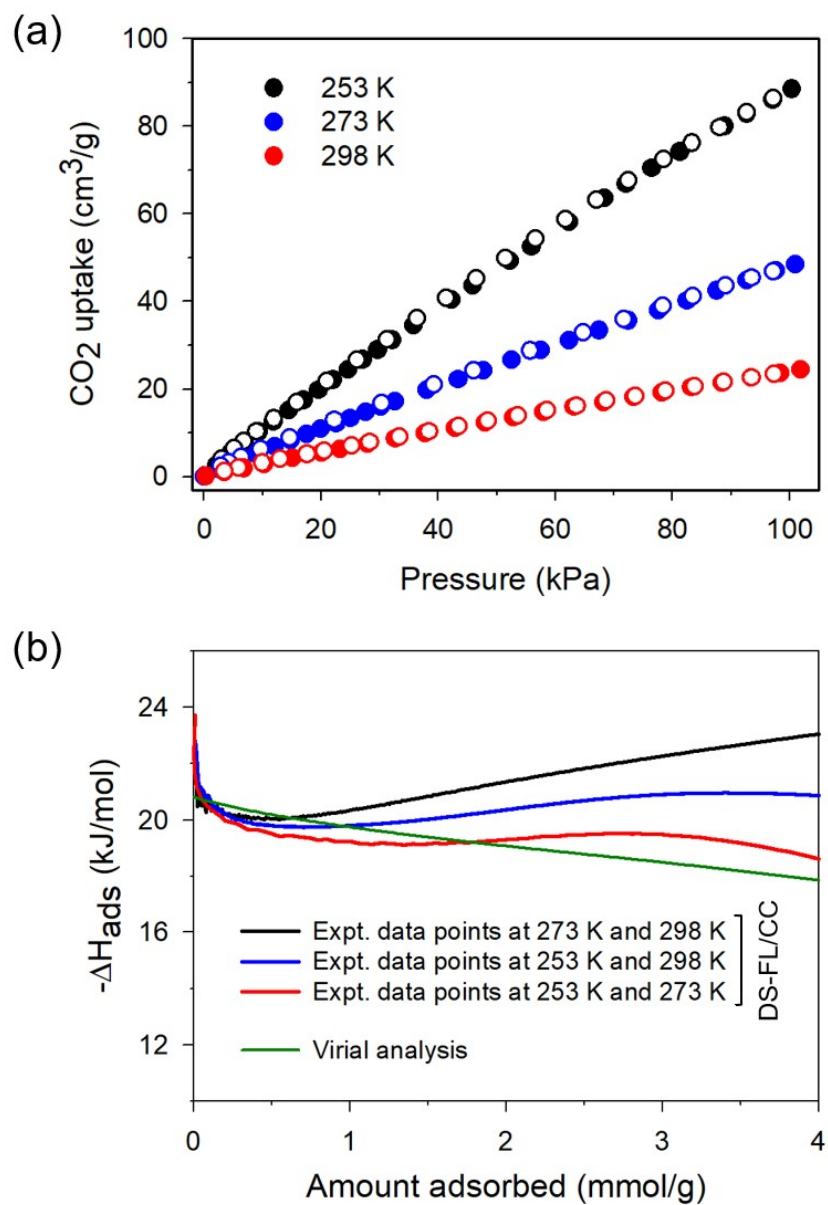 (a)
100
80
60
40
20
0
CO2 uptake (cm3/g)
253 K
273 K
298 K
0 20 40 60 80 100
Pressure (kPa)
(b)
24
20
16
12
-ΔHads (kJ/mol)
Expt. data points at 273 K and 298 K
Expt. data points at 253 K and 298 K
Expt. data points at 253 K and 273 K
DS-FL/CC
Virial analysis
0 1 2 3 4
Amount adsorbed (mmol/g)